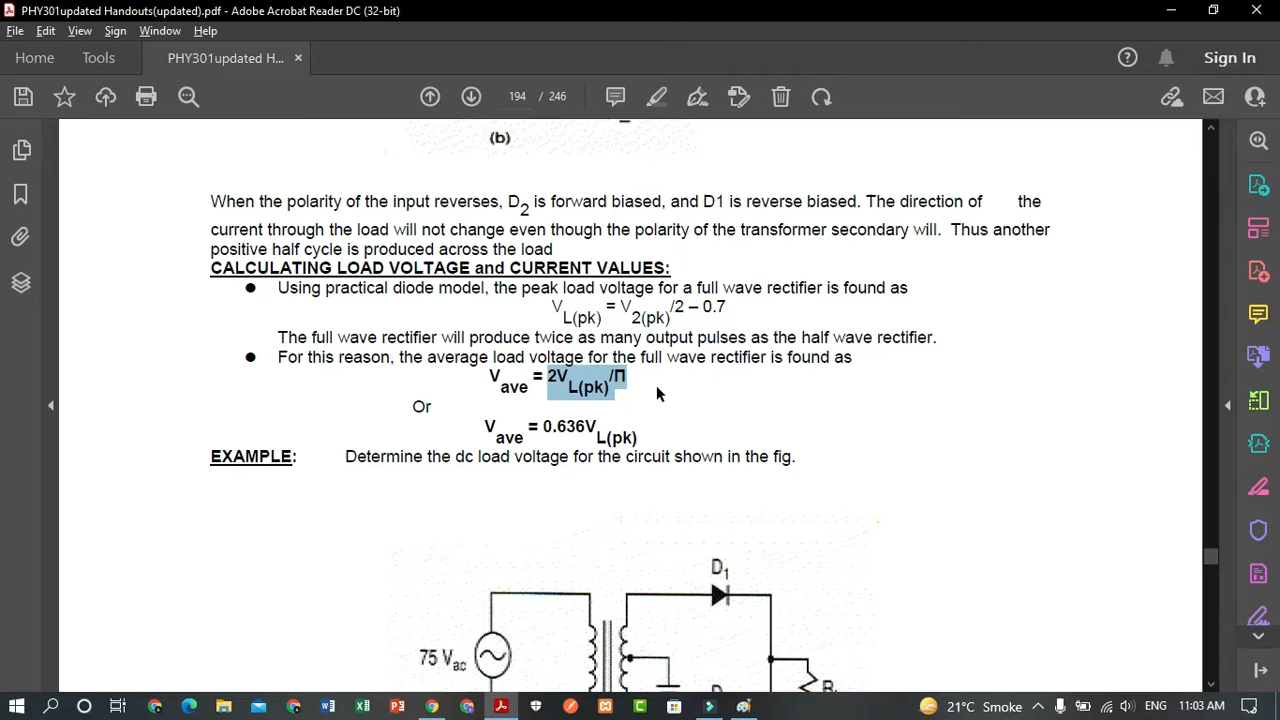 PHY301updated Handouts(updated).pdf - Adobe Acrobat Reader DC (32-bit)
File Edit View Sign Window Help
Home Tools PHY301updated H... × Sign In
194 / 246
(b)
When the polarity of the input reverses, D2 is forward biased, and D1 is reverse biased. The direction of the
current through the load will not change even though the polarity of the transformer secondary will. Thus another
positive half cycle is produced across the load
CALCULATING LOAD VOLTAGE and CURRENT VALUES:
● Using practical diode model, the peak load voltage for a full wave rectifier is found as
VL(pk) = V2(pk)/2 – 0.7
The full wave rectifier will produce twice as many output pulses as the half wave rectifier.
● For this reason, the average load voltage for the full wave rectifier is found as
Vave = 2VL(pk)/Π
Or
Vave = 0.636VL(pk)
EXAMPLE: Determine the dc load voltage for the circuit shown in the fig.
D1
75 Vac
21°C Smoke ENG 11:03 AM